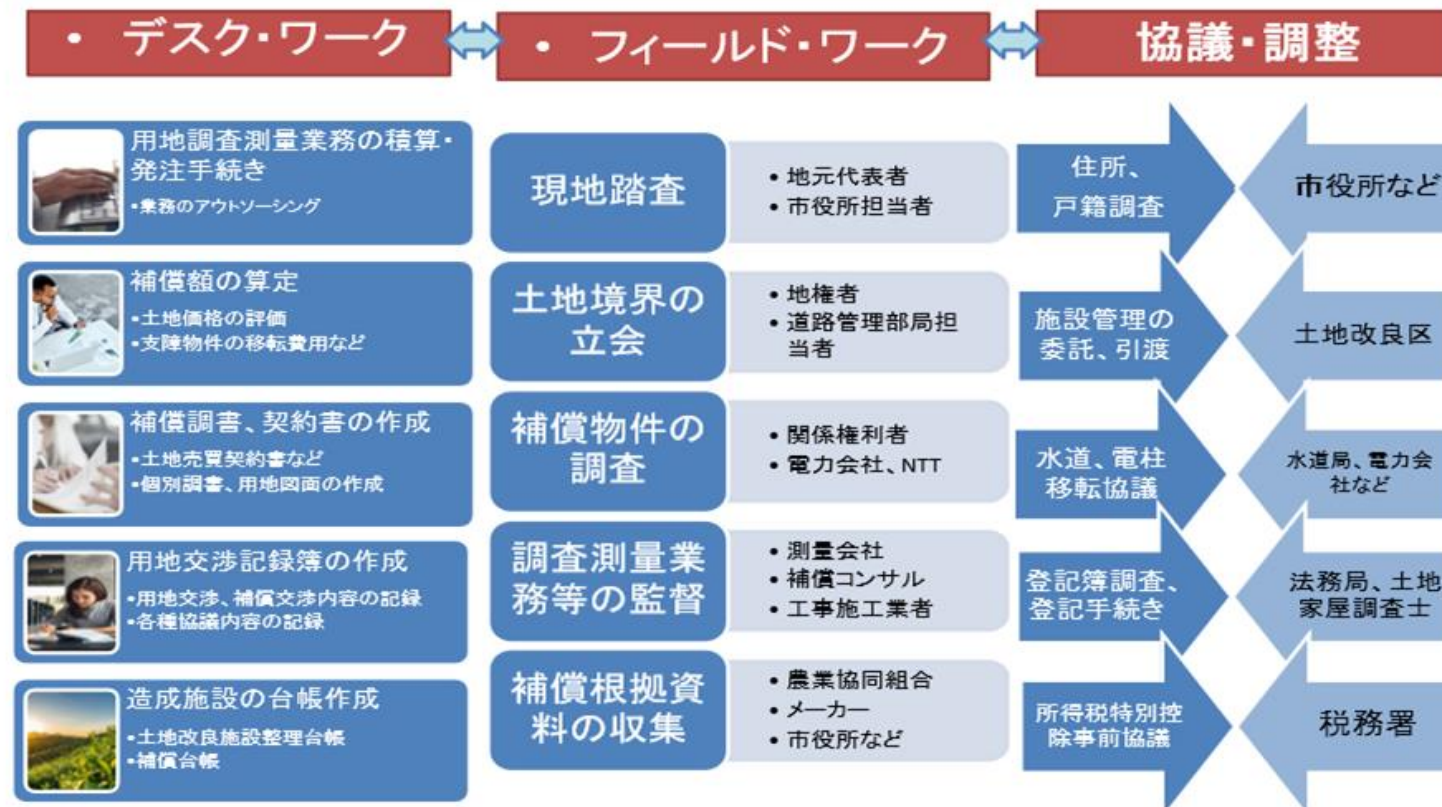 • デスク・ワーク
• フィールド・ワーク
協議・調整
用地調査測量業務の積算・
発注手続き
•業務のアウトソーシング
補償額の算定
•土地価格の評価
•支障物件の移転費用など
補償調書、契約書の作成
•土地売買契約書など
•個別調書、用地図面の作成
用地交渉記録簿の作成
•用地交渉、補償交渉内容の記録
•各種協議内容の記録
造成施設の台帳作成
•土地改良施設整理台帳
•補償台帳
現地踏査
• 地元代表者
• 市役所担当者
土地境界の
立会
• 地権者
• 道路管理部局担
当者
補償物件の
調査
• 関係権利者
• 電力会社、NTT
調査測量業
務等の監督
• 測量会社
• 補償コンサル
• 工事施工業者
補償根拠資
料の収集
• 農業協同組合
• メーカー
• 市役所など
住所、
戸籍調査
市役所など
施設管理の
委託、引渡
土地改良区
水道、電柱
移転協議
水道局、電力会
社など
登記簿調査、
登記手続き
法務局、土地
家屋調査士
所得税特別控
除事前協議
税務署